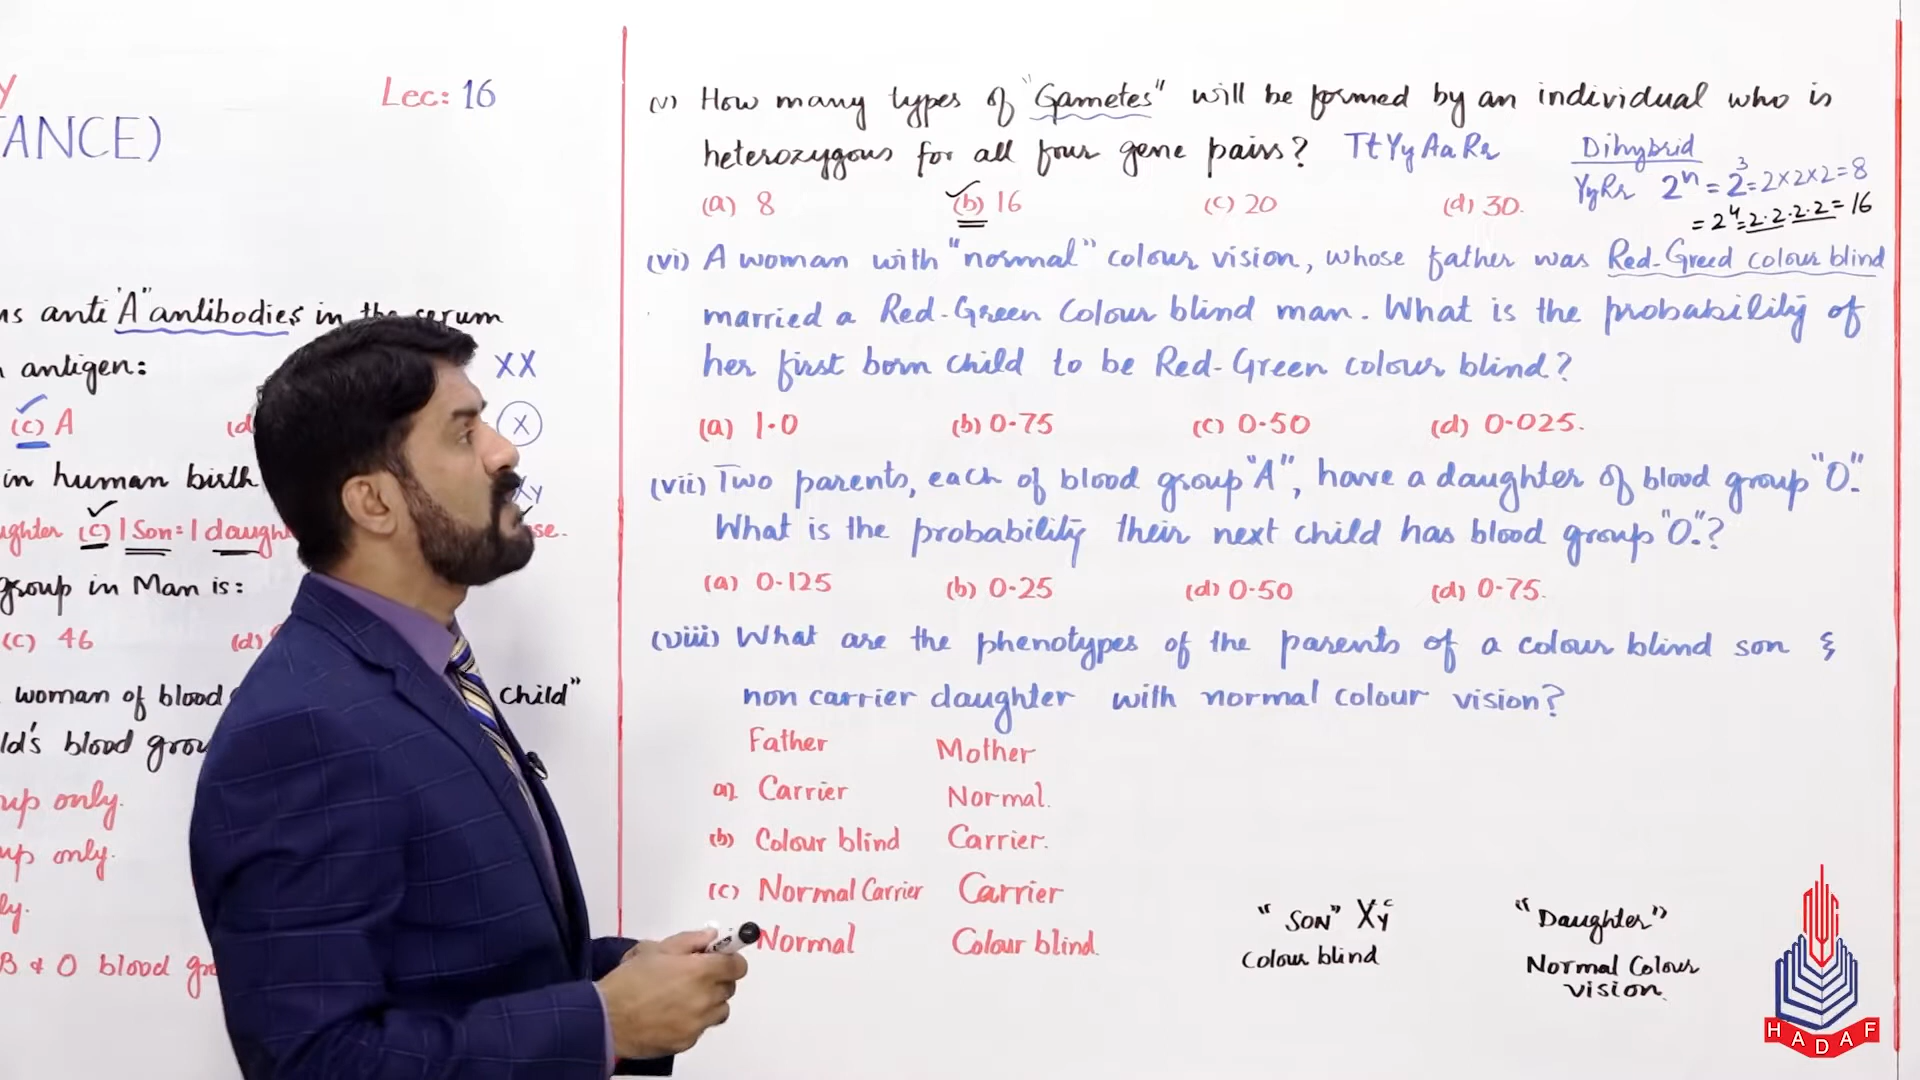 Lec: 16
TANCE)
ns anti "A" antibodies in the serum
antigen:
XX
(c) A
(d)
X
in human birth
Xy
ughter (c) 1 Son = 1 daugh
se.
group in Man is:
(c) 46
(d)
woman of blood
child"
ld's blood grou
up only.
up only.
ly.
B & O blood gr
(v) How many types of "Gametes" will be formed by an individual who is
heterozygous for all four gene pairs? TtYyAaRr
Dihybrid
YyRr 2ⁿ = 2³ = 2×2×2 = 8
= 2⁴ = 2.2.2.2 = 16
(a) 8 (b) 16 (c) 20 (d) 30.
(vi) A woman with "normal" colour vision, whose father was Red-Greed colour blind
married a Red-Green Colour blind man. What is the probability of
her first born child to be Red-Green colour blind?
(a) 1.0 (b) 0.75 (c) 0.50 (d) 0.025.
(vii) Two parents, each of blood group "A", have a daughter of blood group "O".
What is the probability their next child has blood group "O."?
(a) 0.125 (b) 0.25 (d) 0.50 (d) 0.75.
(viii) What are the phenotypes of the parents of a colour blind son &
non carrier daughter with normal colour vision?
Father Mother
a) Carrier Normal.
(b) Colour blind Carrier.
(c) Normal Carrier Carrier
Normal Colour blind.
"SON" XᶜY
Colour blind
"Daughter"
Normal Colour
vision.
HADAF